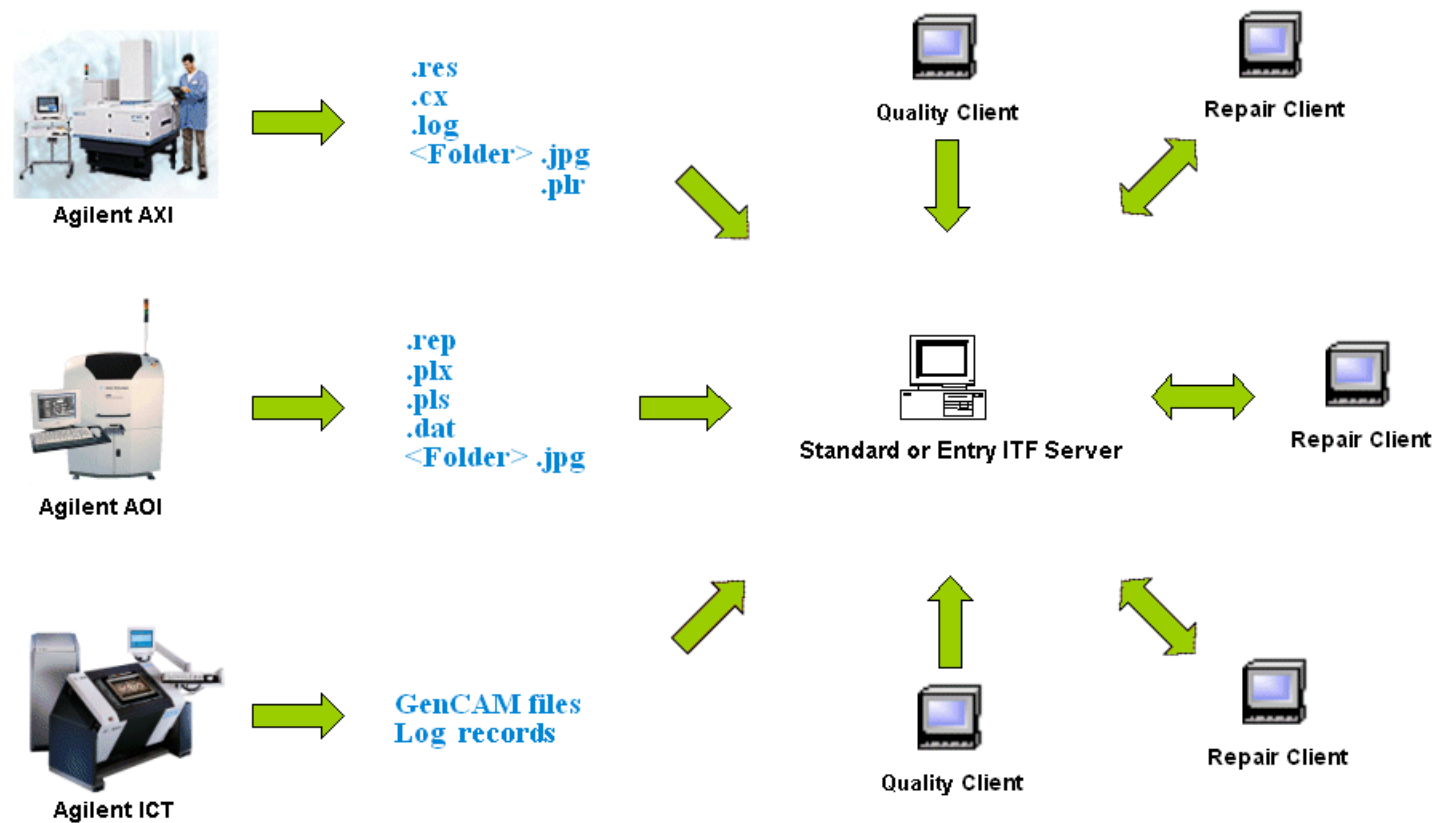 .res
.cx
.log
<Folder> .jpg
.plr
Agilent AXI
Quality Client
Repair Client
.rep
.plx
.pls
.dat
<Folder> .jpg
Agilent AOI
Standard or Entry ITF Server
Repair Client
GenCAM files
Log records
Agilent ICT
Quality Client
Repair Client